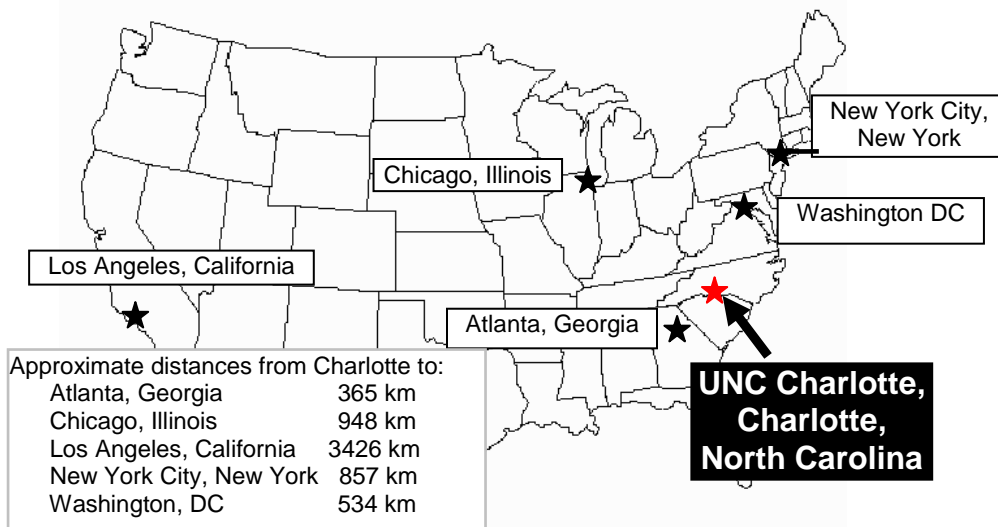 New York City,
New York
Chicago, Illinois
Washington DC
Los Angeles, California
Atlanta, Georgia
Approximate distances from Charlotte to:
Atlanta, Georgia 365 km
Chicago, Illinois 948 km
Los Angeles, California 3426 km
New York City, New York 857 km
Washington, DC 534 km
UNC Charlotte,
Charlotte,
North Carolina